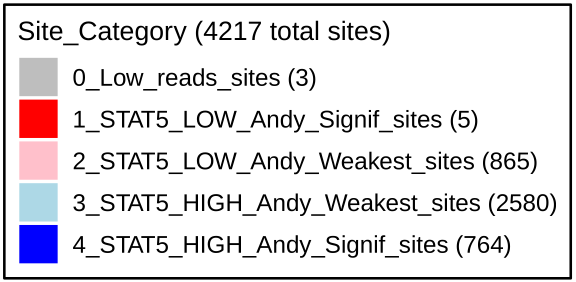 Site_Category (4217 total sites)
0_Low_reads_sites (3)
1_STAT5_LOW_Andy_Signif_sites (5)
2_STAT5_LOW_Andy_Weakest_sites (865)
3_STAT5_HIGH_Andy_Weakest_sites (2580)
4_STAT5_HIGH_Andy_Signif_sites (764)